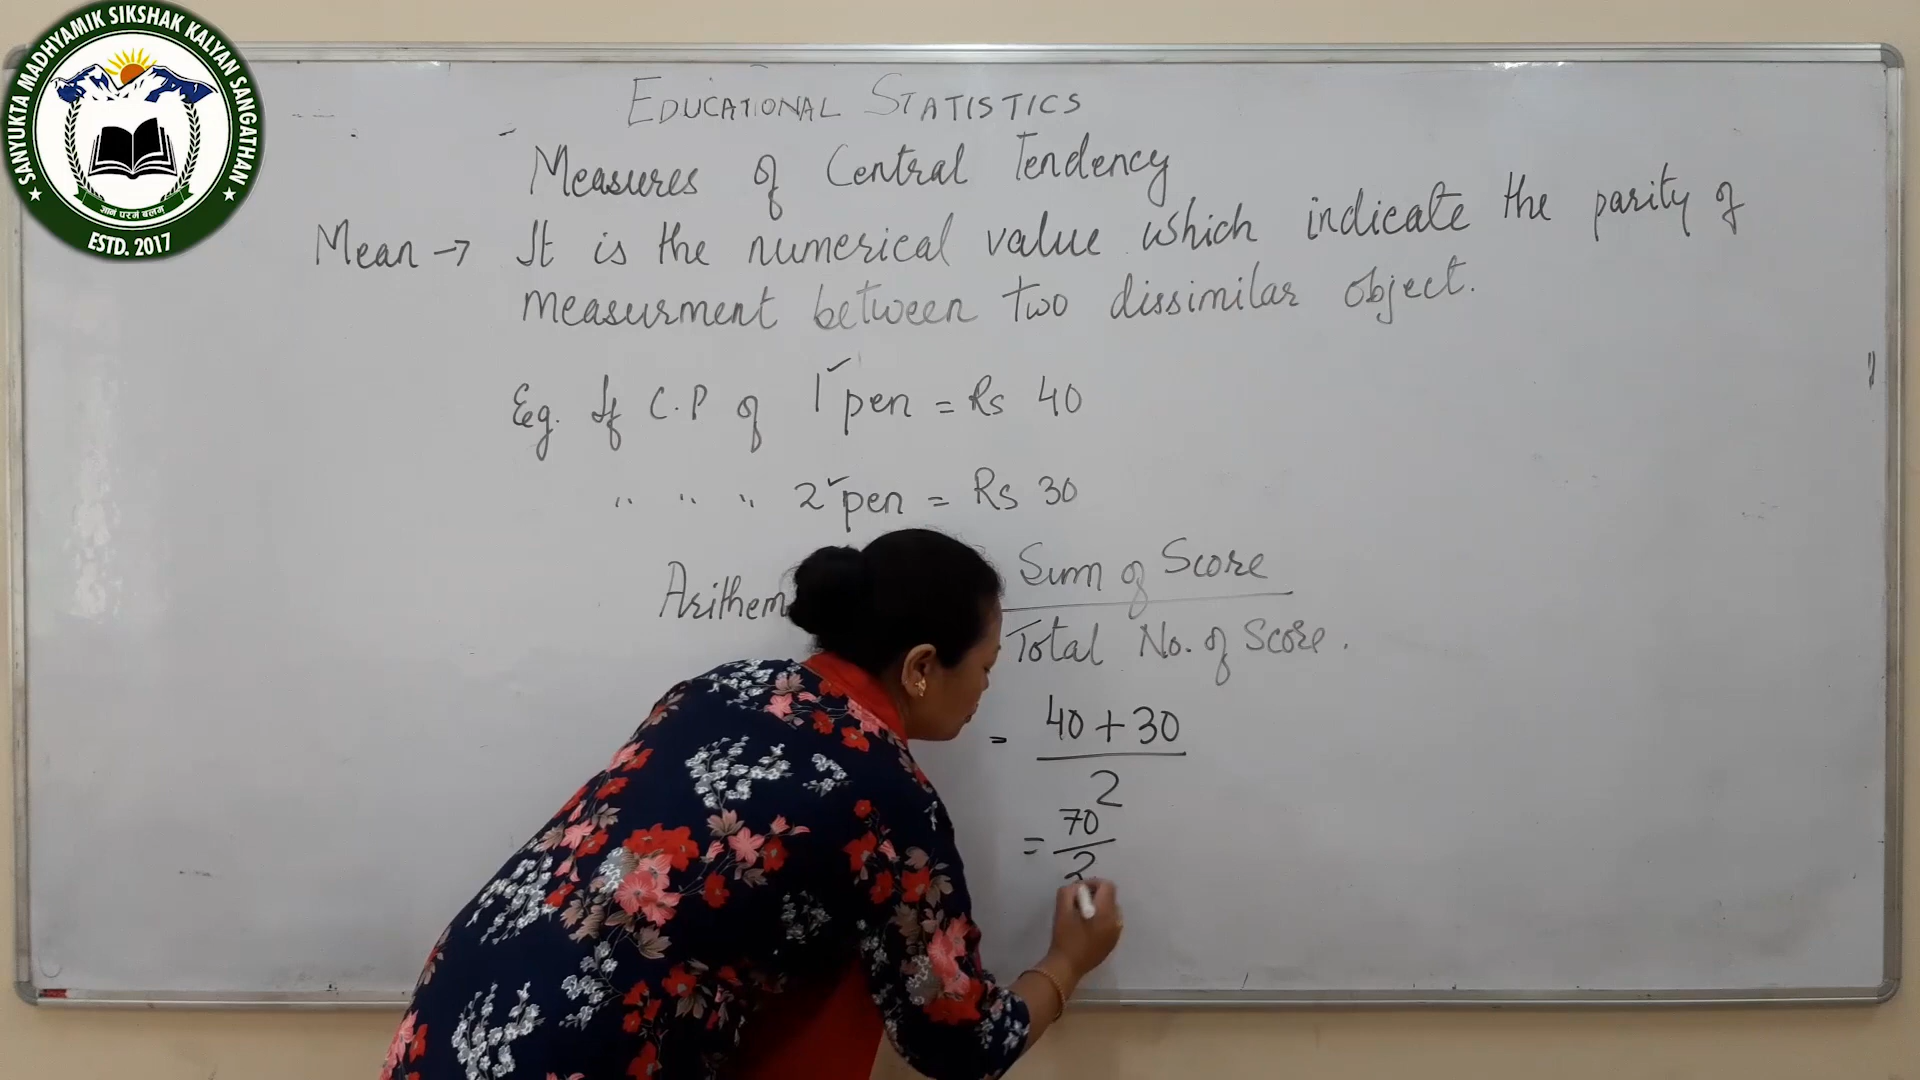 SANYUKTA MADHYAMIK SIKSHAK KALYAN SANGATHAN
ज्ञानं परमं बलम्
ESTD. 2017
EDUCATIONAL STATISTICS
Measures of Central Tendency
Mean → It is the numerical value which indicate the parity of
measurment between two dissimilar object.
Eg. If C.P of 1 pen = Rs 40
" " " 2 pen = Rs 30
Arithem Sum of Score
Total No. of Score.
= 40 + 30
2
= 70
2